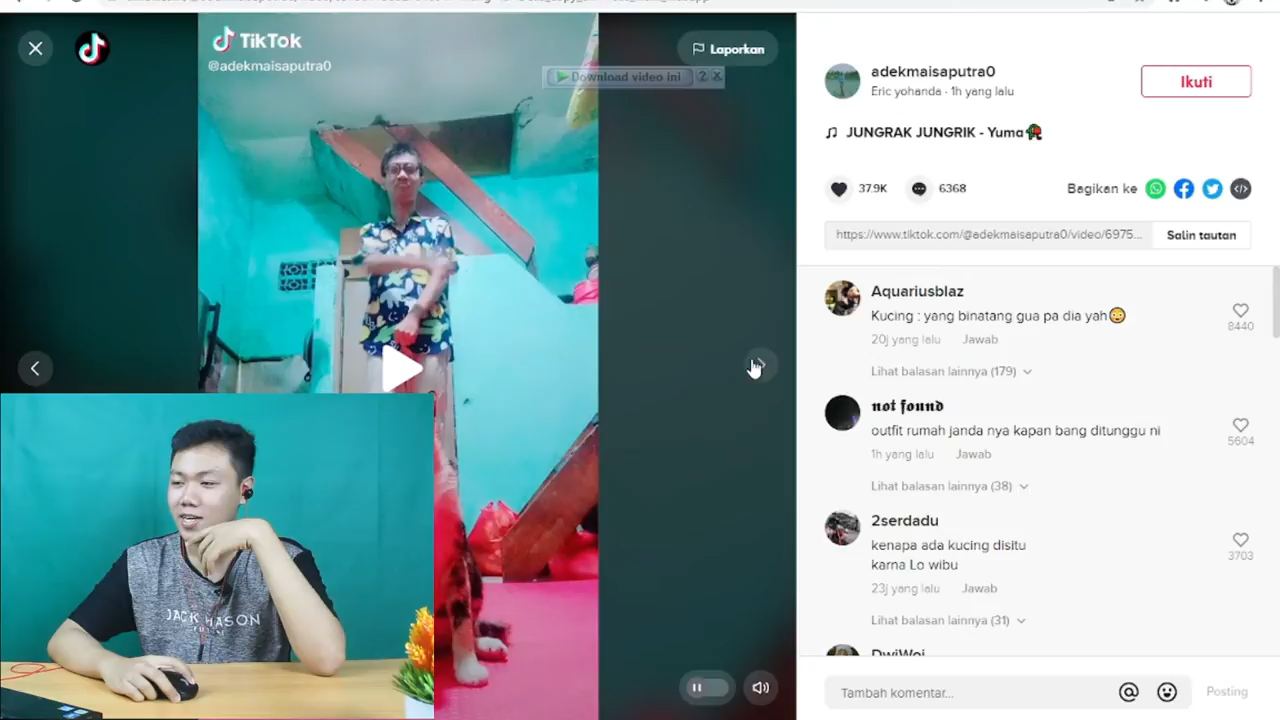 TikTok
@adekmaisaputra0
Laporkan
Download video ini
?
adekmaisaputra0
Eric yohanda · 1h yang lalu
Ikuti
JUNGRAK JUNGRIK - Yuma
37.9K
6368
Bagikan ke
https://www.tiktok.com/@adekmaisaputra0/video/6975...
Salin tautan
Aquariusblaz
Kucing : yang binatang gua pa dia yah
8440
20j yang lalu
Jawab
Lihat balasan lainnya (179)
not found
outfit rumah janda nya kapan bang ditunggu ni
5604
1h yang lalu
Jawab
Lihat balasan lainnya (38)
2serdadu
kenapa ada kucing disitu
karna Lo wibu
3703
23j yang lalu
Jawab
Lihat balasan lainnya (31)
DwiWoi
JACK MASON
Tambah komentar...
@
Posting